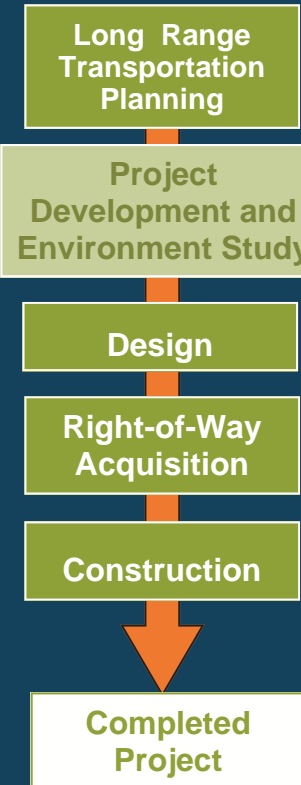 Long Range
Transportation
Planning
Project
Development and
Environment Study
Design
Right-of-Way
Acquisition
Construction
Completed
Project